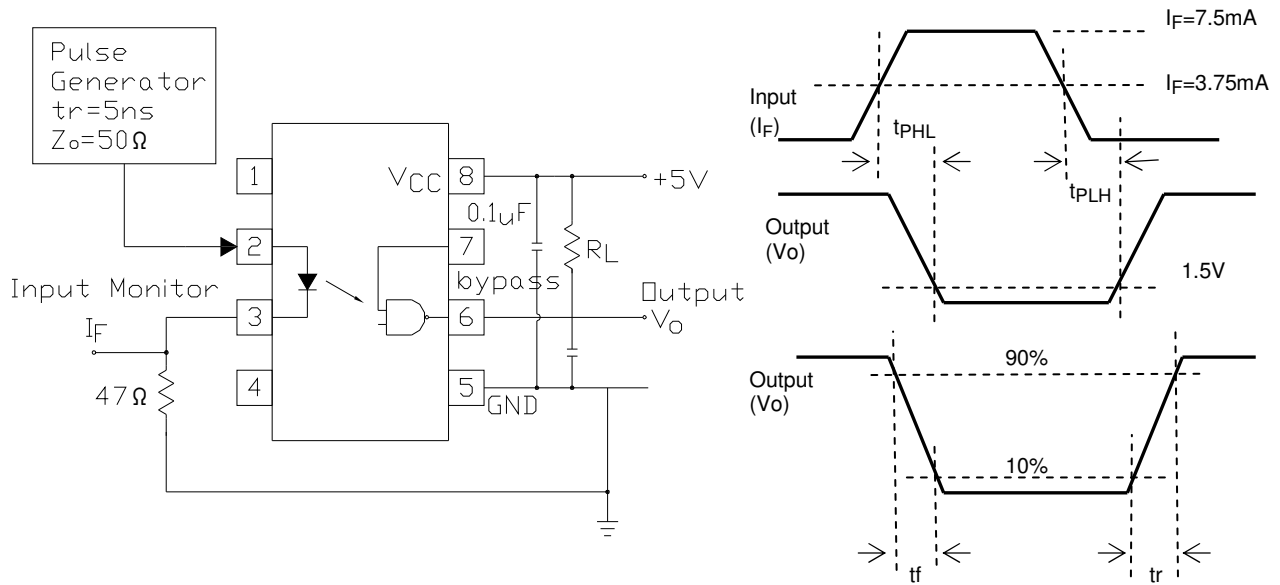 Pulse
Generator
tr=5ns
Zo=50Ω
1
2
3
4
VCC
8
7
6
5
GND
0.1uF
bypass
RL
+5V
Output
Vo
Input Monitor
IF
47Ω
IF=7.5mA
IF=3.75mA
Input
(IF)
tPHL
tPLH
Output
(Vo)
1.5V
Output
(Vo)
90%
10%
tf
tr